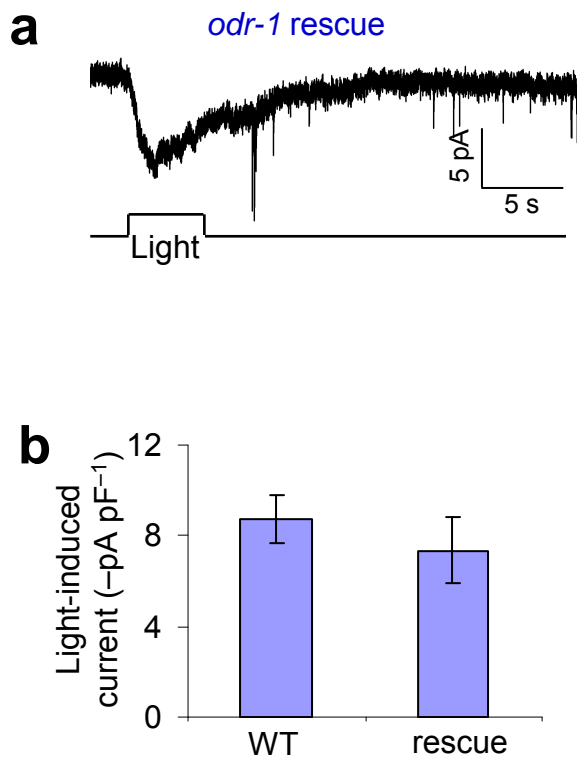 a
odr-1 rescue
5 pA
5 s
Light
b
Light-induced
current (–pA pF⁻¹)
12
8
4
0
WT
rescue